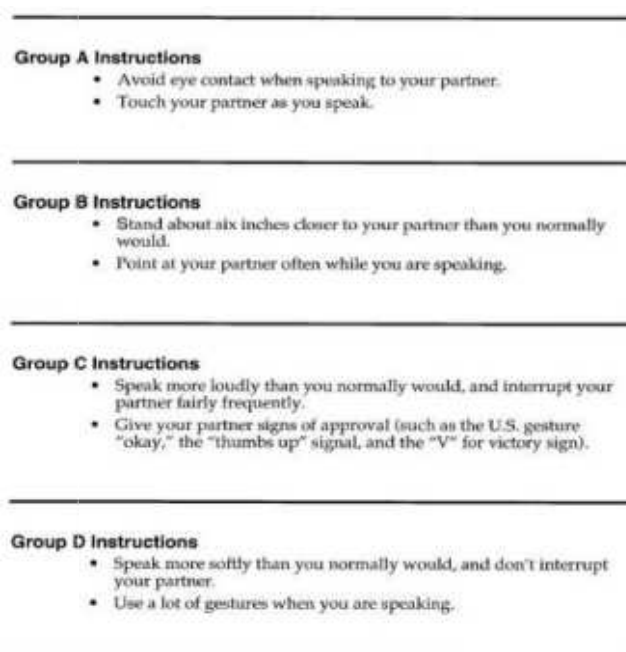 Group A Instructions
• Avoid eye contact when speaking to your partner.
• Touch your partner as you speak.
Group B Instructions
• Stand about six inches closer to your partner than you normally
would.
• Point at your partner often while you are speaking.
Group C Instructions
• Speak more loudly than you normally would, and interrupt your
partner fairly frequently.
• Give your partner signs of approval (such as the U.S. gesture
"okay," the "thumbs up" signal, and the "V" for victory sign).
Group D Instructions
• Speak more softly than you normally would, and don't interrupt
your partner.
• Use a lot of gestures when you are speaking.